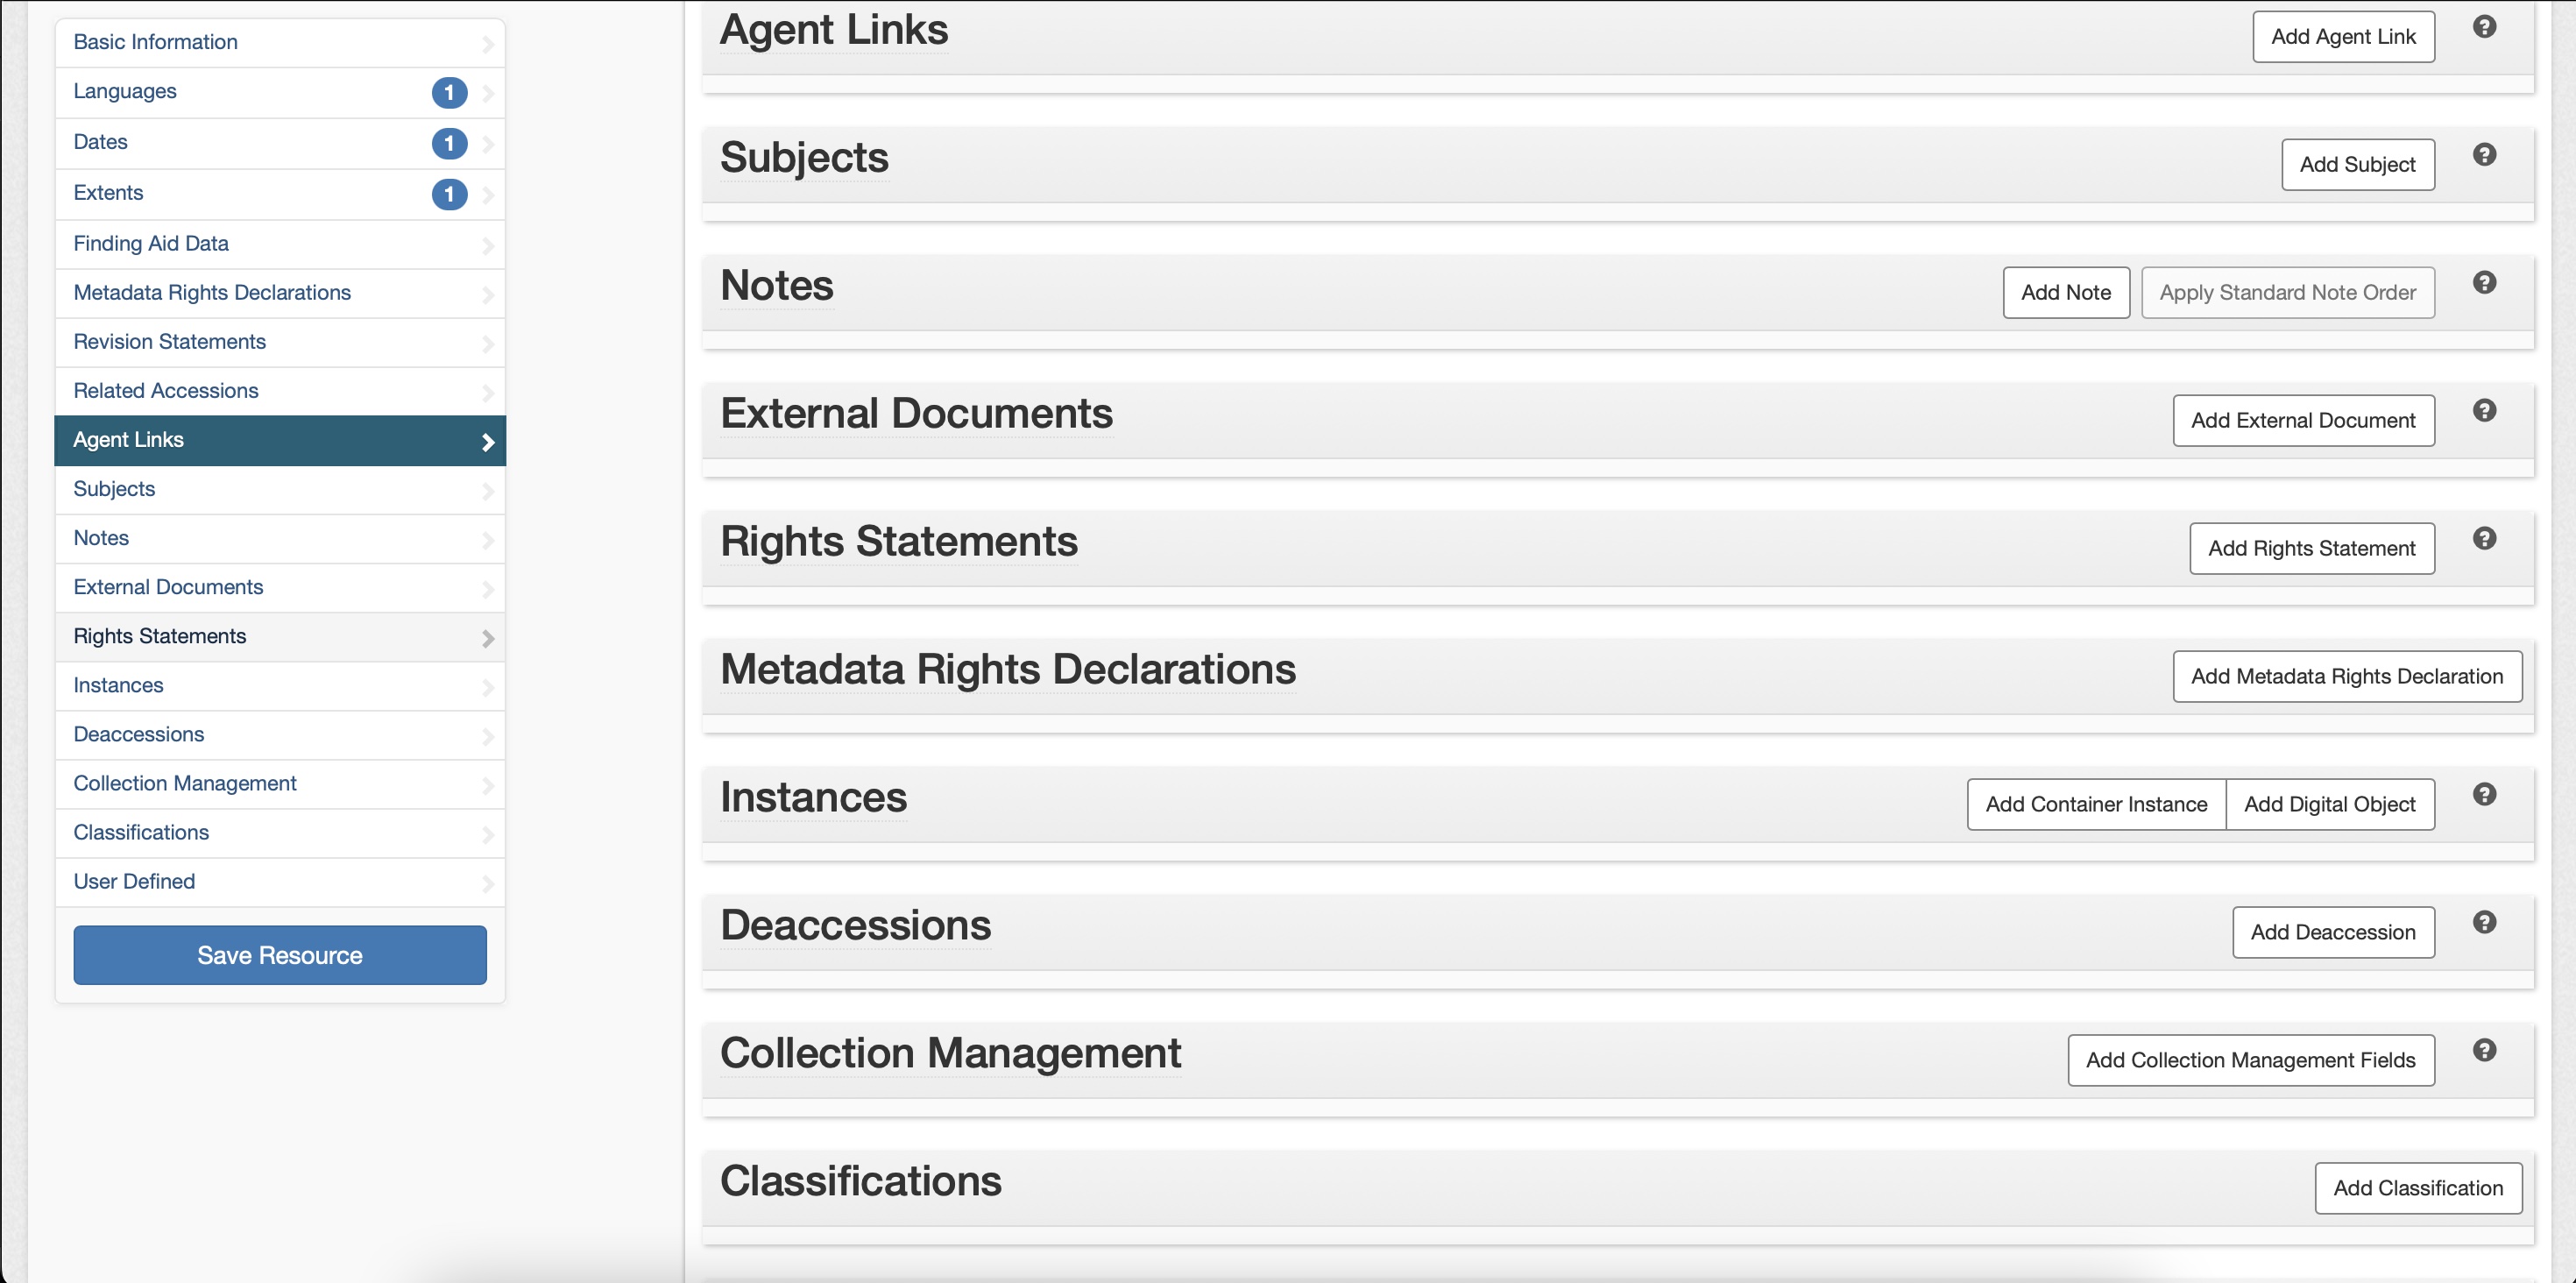 Basic Information
Languages 1
Dates 1
Extents 1
Finding Aid Data
Metadata Rights Declarations
Revision Statements
Related Accessions
Agent Links
Subjects
Notes
External Documents
Rights Statements
Instances
Deaccessions
Collection Management
Classifications
User Defined
Save Resource
Agent Links Add Agent Link ?
Subjects Add Subject ?
Notes Add Note Apply Standard Note Order ?
External Documents Add External Document ?
Rights Statements Add Rights Statement ?
Metadata Rights Declarations Add Metadata Rights Declaration
Instances Add Container Instance Add Digital Object ?
Deaccessions Add Deaccession ?
Collection Management Add Collection Management Fields ?
Classifications Add Classification